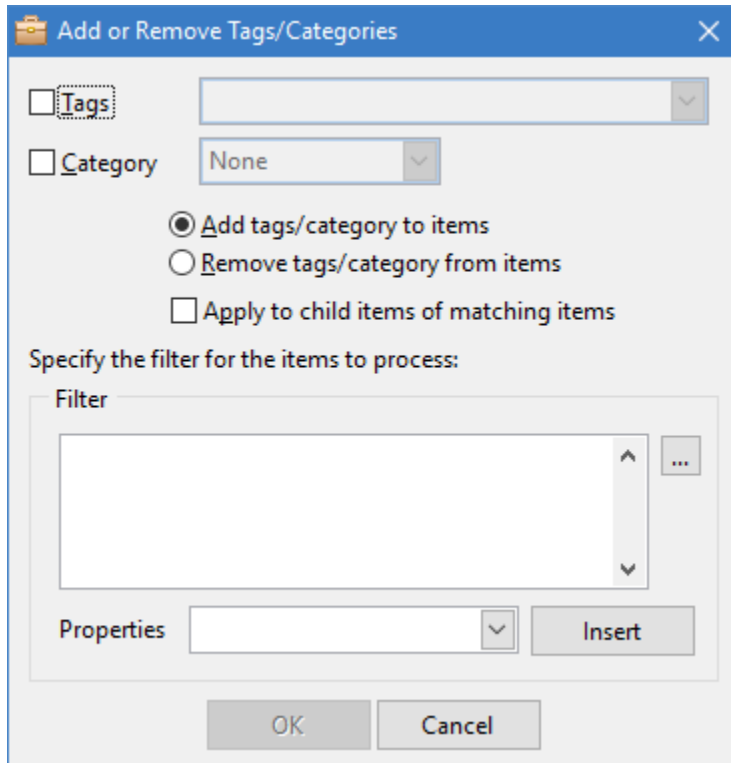 Add or Remove Tags/Categories
Tags
Category None
Add tags/category to items
Remove tags/category from items
Apply to child items of matching items
Specify the filter for the items to process:
Filter
...
Properties Insert
OK Cancel